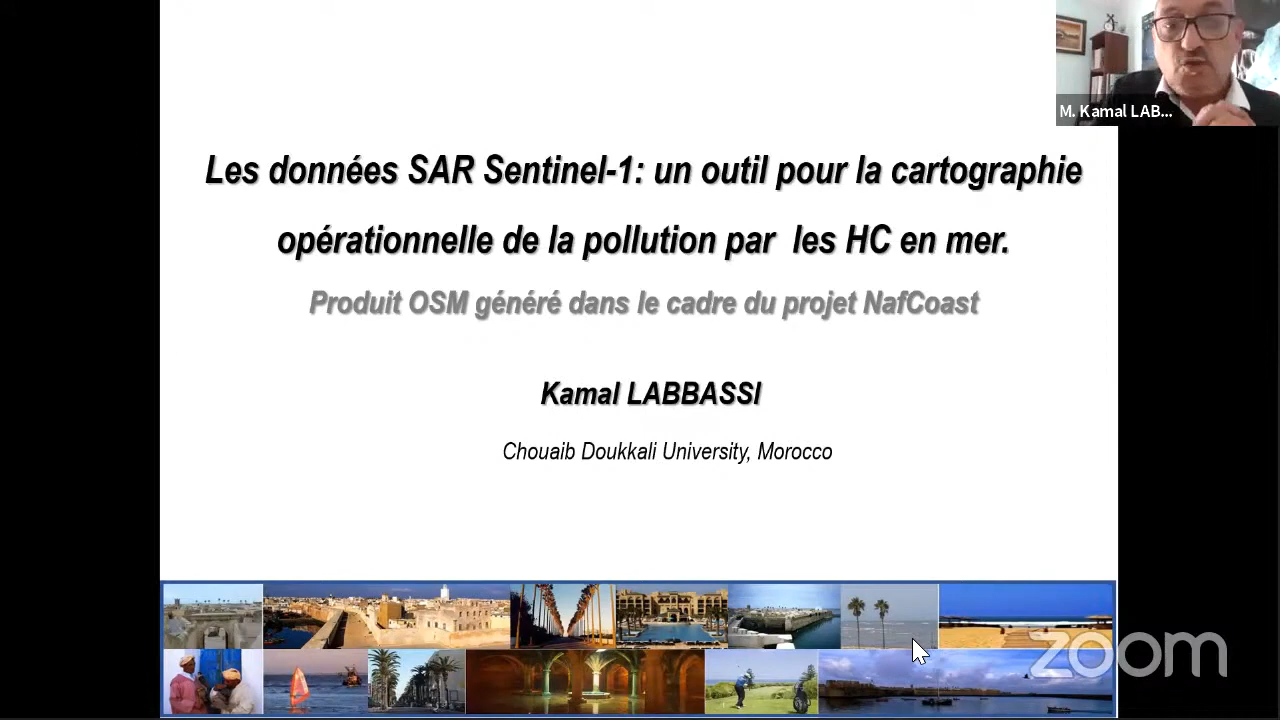 M. Kamal LAB...
Les données SAR Sentinel-1: un outil pour la cartographie
opérationnelle de la pollution par les HC en mer.
Produit OSM généré dans le cadre du projet NafCoast
Kamal LABBASSI
Chouaib Doukkali University, Morocco
zoom